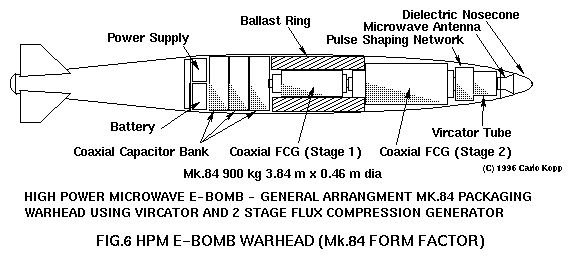 Dielectric Nosecone
Microwave Antenna
Ballast Ring
Pulse Shaping Network
Power Supply
Battery
Vircator Tube
Coaxial Capacitor Bank
Coaxial FCG (Stage 1)
Coaxial FCG (Stage 2)
(C) 1996 Carlo Kopp
Mk.84 900 kg 3.84 m x 0.46 m dia
HIGH POWER MICROWAVE E-BOMB - GENERAL ARRANGMENT MK.84 PACKAGING
WARHEAD USING VIRCATOR AND 2 STAGE FLUX COMPRESSION GENERATOR
FIG.6 HPM E-BOMB WARHEAD (Mk.84 FORM FACTOR)